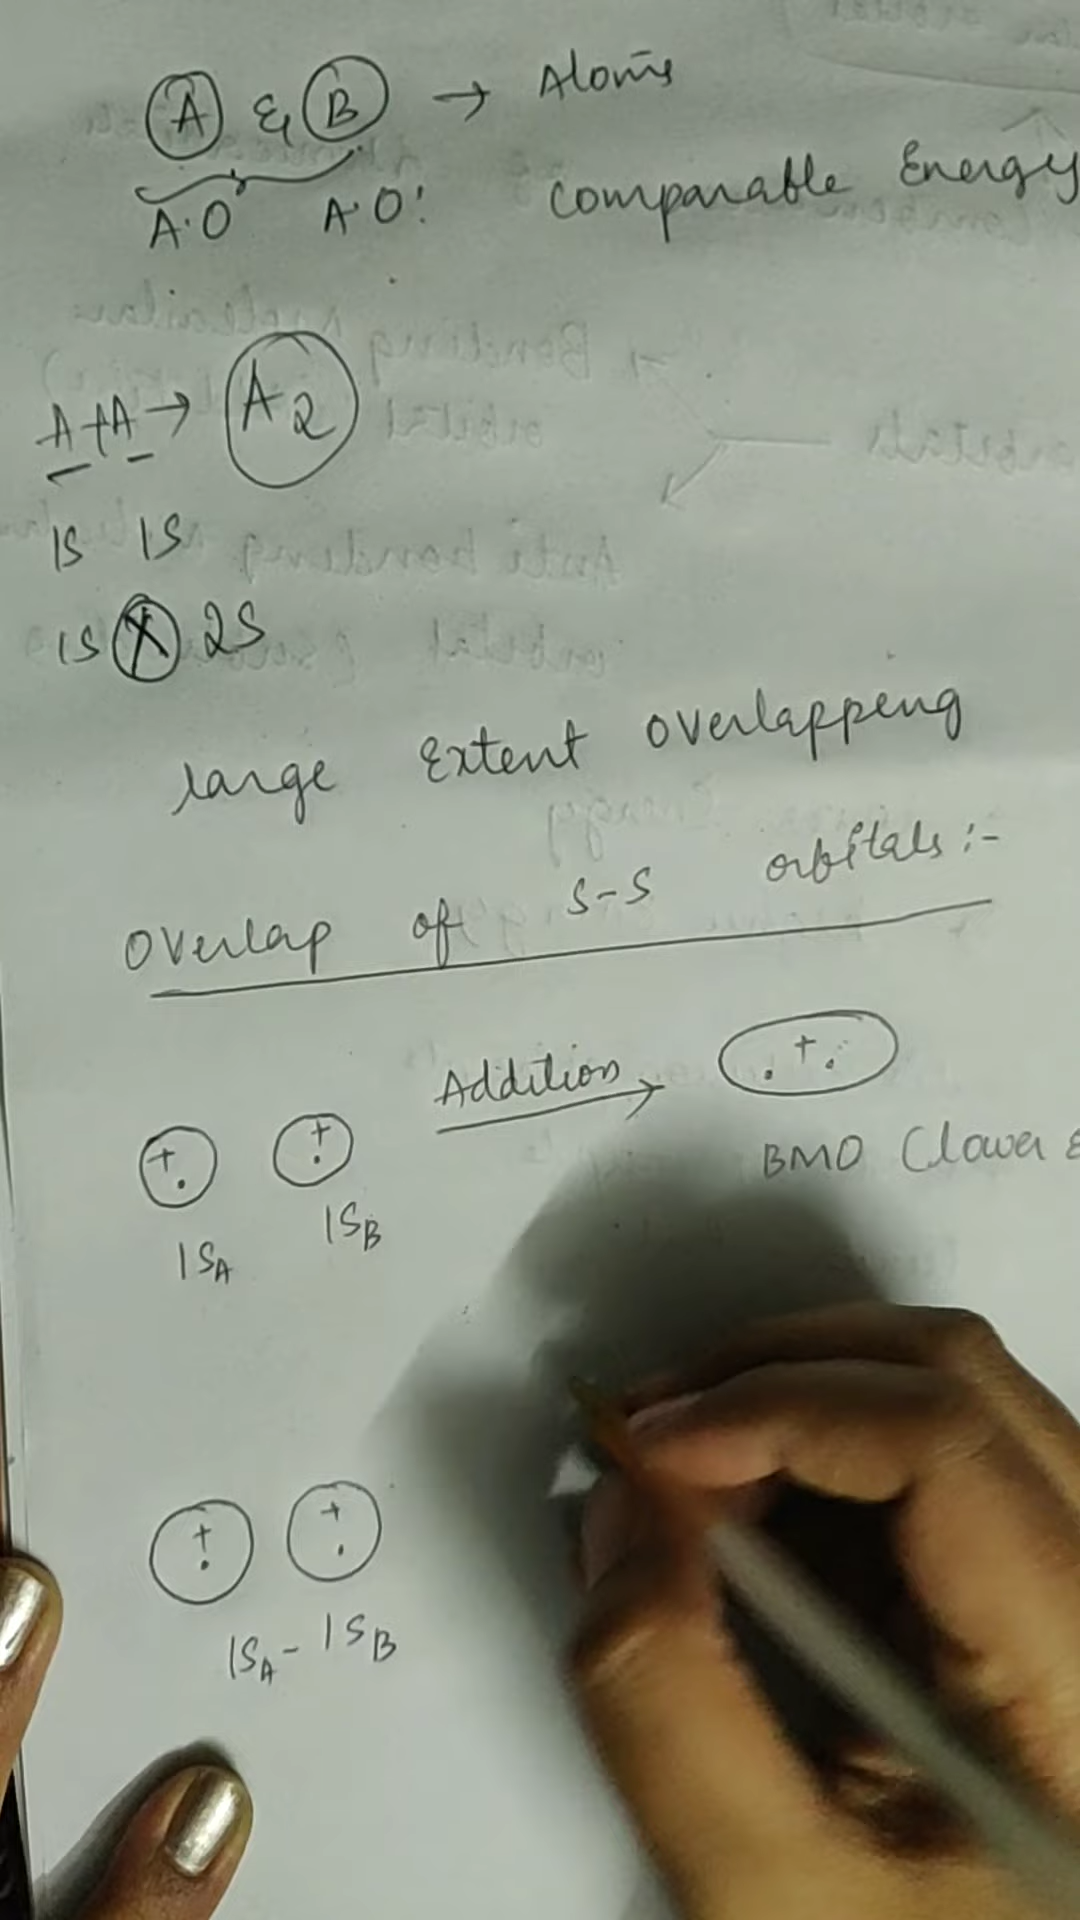 A & B → Atoms
A.O A.O: Comparable Energy
A+A → A2
1S 1S
1S X 2S
large Extent overlapping
Overlap of S-S orbitals :-
Addition
+ + +
BMO (lower E
1SA 1SB
+ +
1SA - 1SB